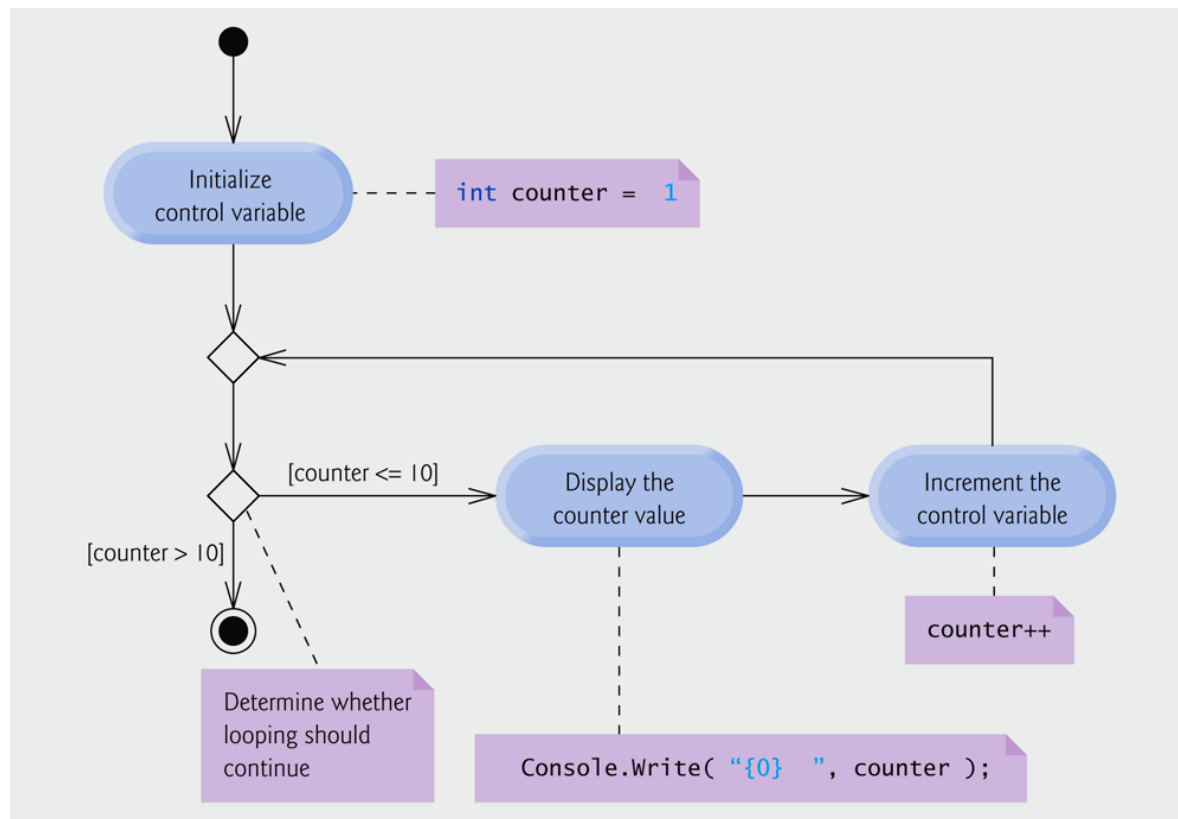 Initialize
control variable
int counter =  1
[counter <= 10]
Display the
counter value
Increment the
control variable
[counter > 10]
counter++
Determine whether
looping should
continue
Console.Write( “{0}  ”, counter );